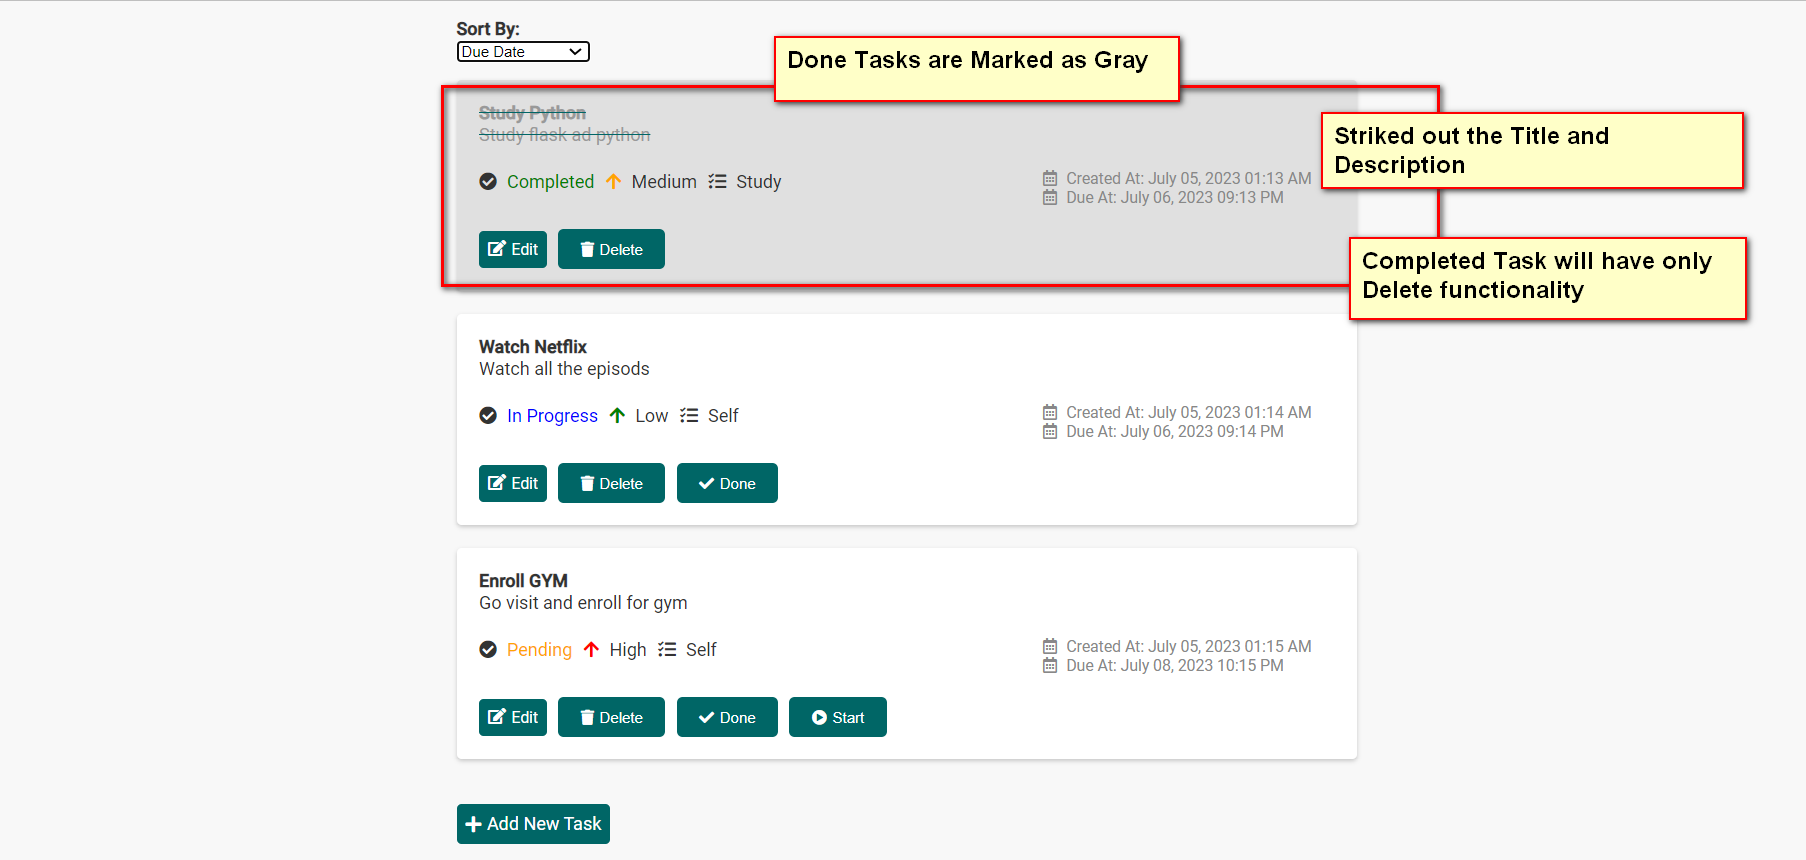 Sort By:
Due Date
Done Tasks are Marked as Gray
Study Python
Study flask ad python
Striked out the Title and
Description
Completed Medium Study
Created At: July 05, 2023 01:13 AM
Due At: July 06, 2023 09:13 PM
Edit Delete
Completed Task will have only
Delete functionality
Watch Netflix
Watch all the episods
In Progress Low Self
Created At: July 05, 2023 01:14 AM
Due At: July 06, 2023 09:14 PM
Edit Delete Done
Enroll GYM
Go visit and enroll for gym
Pending High Self
Created At: July 05, 2023 01:15 AM
Due At: July 08, 2023 10:15 PM
Edit Delete Done Start
Add New Task